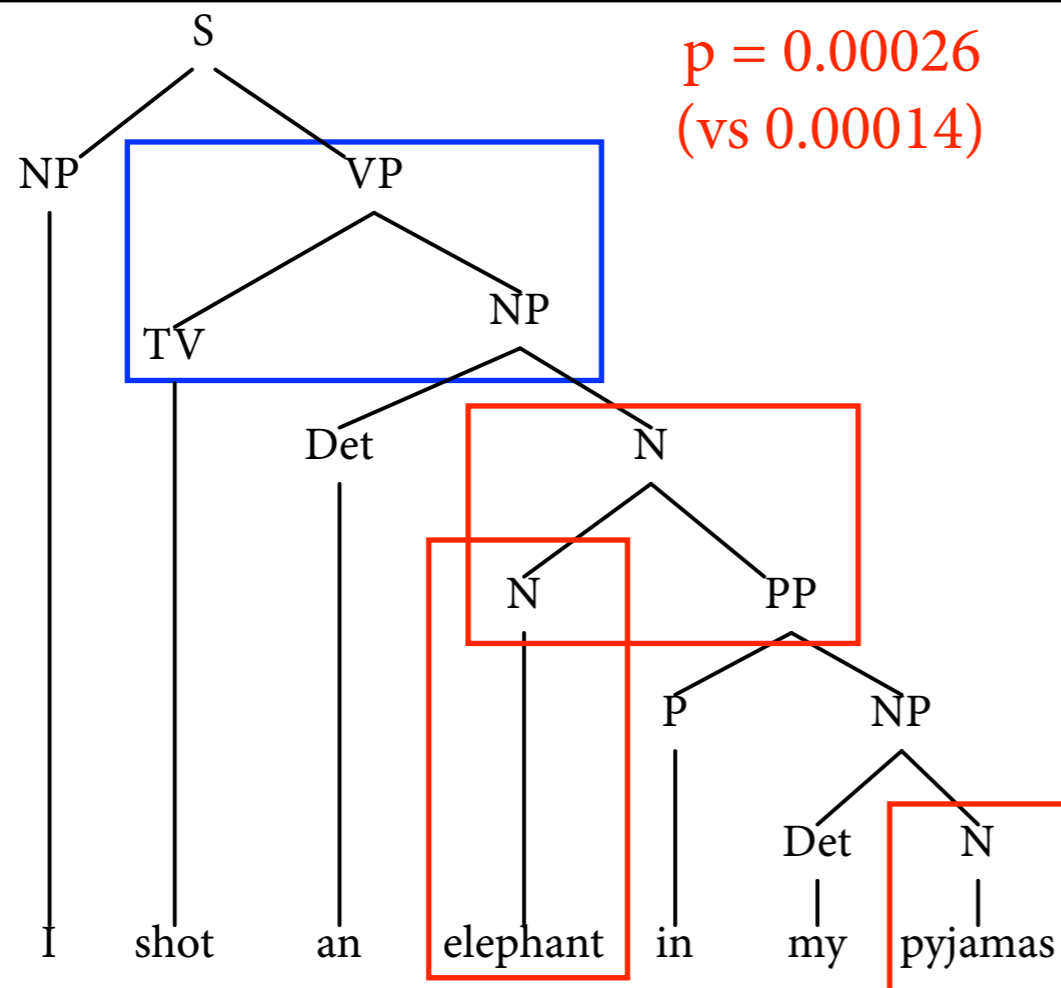 S
p = 0.00026
(vs 0.00014)
NP VP
TV NP
Det N
N PP
P NP
Det N
I shot an elephant in my pyjamas